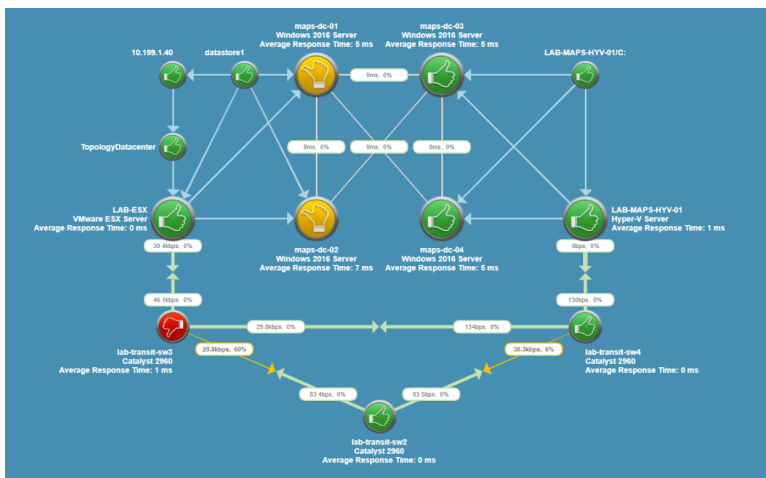 maps-dc-01
Windows 2016 Server
Average Response Time: 5 ms
maps-dc-03
Windows 2016 Server
Average Response Time: 5 ms
10.199.1.40
datastore1
LAB-MAPS-HYV-01/C:
0ms, 0%
TopologyDatacenter
0ms, 0%
0ms, 0%
0ms, 0%
LAB-ESX
VMware ESX Server
Average Response Time: 0 ms
LAB-MAPS-HYV-01
Hyper-V Server
Average Response Time: 1 ms
30.4kbps, 0%
maps-dc-02
Windows 2016 Server
Average Response Time: 7 ms
maps-dc-04
Windows 2016 Server
Average Response Time: 5 ms
0bps, 0%
46.1kbps, 0%
130bps, 0%
29.8kbps, 0%
134bps, 0%
lab-transit-sw3
Catalyst 2960
Average Response Time: 1 ms
29.8kbps, 60%
30.3kbps, 6%
lab-transit-sw4
Catalyst 2960
Average Response Time: 0 ms
83.4bps, 0%
83.5bps, 0%
lab-transit-sw2
Catalyst 2960
Average Response Time: 0 ms